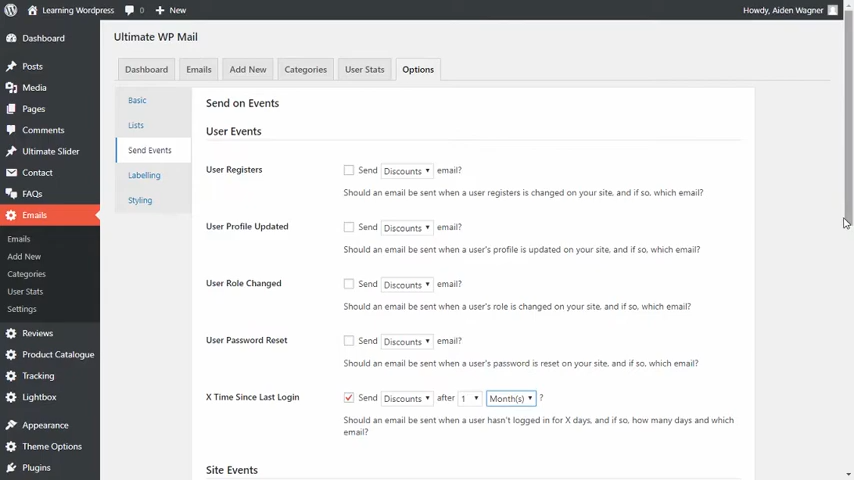 Learning Wordpress 0 New Howdy, Aiden Wagner
Dashboard
Posts
Media
Pages
Comments
Ultimate Slider
Contact
FAQs
Emails
Emails
Add New
Categories
User Stats
Settings
Reviews
Product Catalogue
Tracking
Lightbox
Appearance
Theme Options
Plugins
Ultimate WP Mail
Dashboard Emails Add New Categories User Stats Options
Basic
Lists
Send Events
Labelling
Styling
Send on Events
User Events
User Registers Send Discounts email?
Should an email be sent when a user registers is changed on your site, and if so, which email?
User Profile Updated Send Discounts email?
Should an email be sent when a user's profile is updated on your site, and if so, which email?
User Role Changed Send Discounts email?
Should an email be sent when a user's role is changed on your site, and if so, which email?
User Password Reset Send Discounts email?
Should an email be sent when a user's password is reset on your site, and if so, which email?
X Time Since Last Login Send Discounts after 1 Month(s) ?
Should an email be sent when a user hasn't logged in for X days, and if so, how many days and which
email?
Site Events